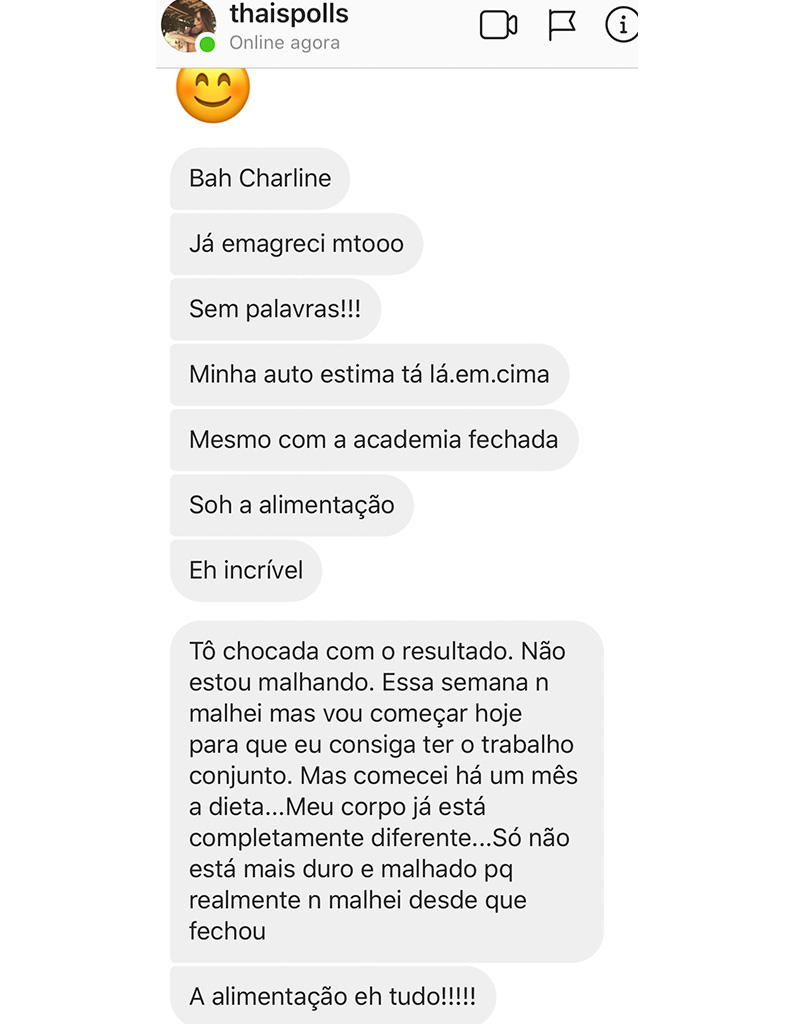 thaispolls
Online agora
Bah Charline
Já emagreci mtooo
Sem palavras!!!
Minha auto estima tá lá.em.cima
Mesmo com a academia fechada
Soh a alimentação
Eh incrível
Tô chocada com o resultado. Não
estou malhando. Essa semana n
malhei mas vou começar hoje
para que eu consiga ter o trabalho
conjunto. Mas comecei há um mês
a dieta...Meu corpo já está
completamente diferente...Só não
está mais duro e malhado pq
realmente n malhei desde que
fechou
A alimentação eh tudo!!!!!